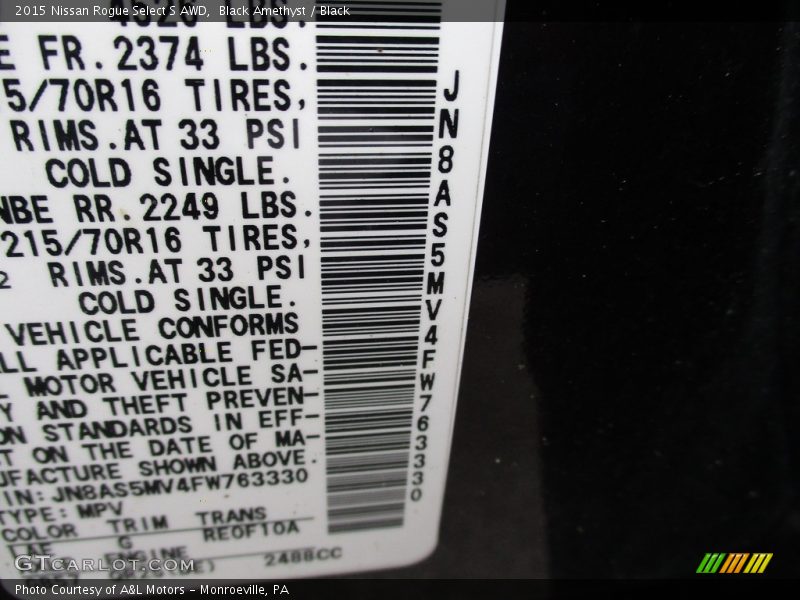 2015 Nissan Rogue Select S AWD, Black Amethyst / Black
LBS.
E FR. 2374 LBS.
5/70R16 TIRES,
RIMS. AT 33 PSI
COLD SINGLE.
NBE RR. 2249 LBS.
215/70R16 TIRES,
RIMS. AT 33 PSI
COLD SINGLE.
VEHICLE CONFORMS
LL APPLICABLE FED-
MOTOR VEHICLE SA-
Y AND THEFT PREVEN-
ON STANDARDS IN EFF-
T ON THE DATE OF MA-
UFACTURE SHOWN ABOVE.
IN: JN8AS5MV4FW763330
TYPE: MPV
COLOR TRIM TRANS
G RE0F10A
ENGINE 2488CC
JN8AS5MV4FW763330
GTCarLot.com
Photo Courtesy of A&L Motors – Monroeville, PA